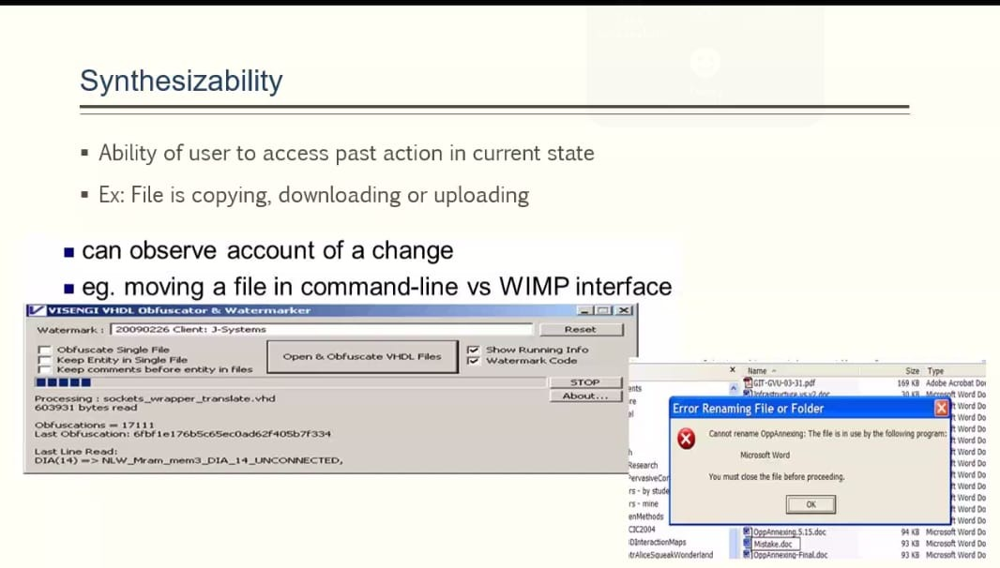 Synthesizability
▪ Ability of user to access past action in current state
▪ Ex: File is copying, downloading or uploading
■ can observe account of a change
■ eg. moving a file in command-line vs WIMP interface
VISENGI VHDL Obfuscator & Watermarker
Watermark : 20090226 Client: J-Systems
Reset
Obfuscate Single File
Keep Entity in Single File
Keep comments before entity in files
Open & Obfuscate VHDL Files
Show Running Info
Watermark Code
STOP
About...
Processing : sockets_wrapper_translate.vhd
603931 bytes read
Obfuscations = 17111
Last Obfuscation: 6fbf1e176b5c65ec0ad62f405b7f334
Last Line Read:
DIA(14) => NLW_Mram_mem3_DIA_14_UNCONNECTED,
X Name Size Type
GIT-GVU-03-31.pdf 169 KB Adobe Acrobat Do
Infrastructure vs v2.doc 30 KB Microsoft Word Do
Error Renaming File or Folder
Cannot rename OppAnnexing: The file is in use by the following program:
Microsoft Word
You must close the file before proceeding.
OK
ents
re
el
h
Research
PervasiveCor
rs - by stude
rs - mine
enMethods
CIC2004
DInteractionMaps
trAliceSqueakWonderland
t Word Do
t Word Do
t Word Do
t Word Do
t Word Do
t Word Do
t Word Do
t Word Do
t Word Do
t Word Do
t Word Do
OppAnnexing.5.15.doc 94 KB Microsoft Word Do
Mistake.doc 93 KB Microsoft Word Do
OppAnnexing-Final.doc 93 KB Microsoft Word Do